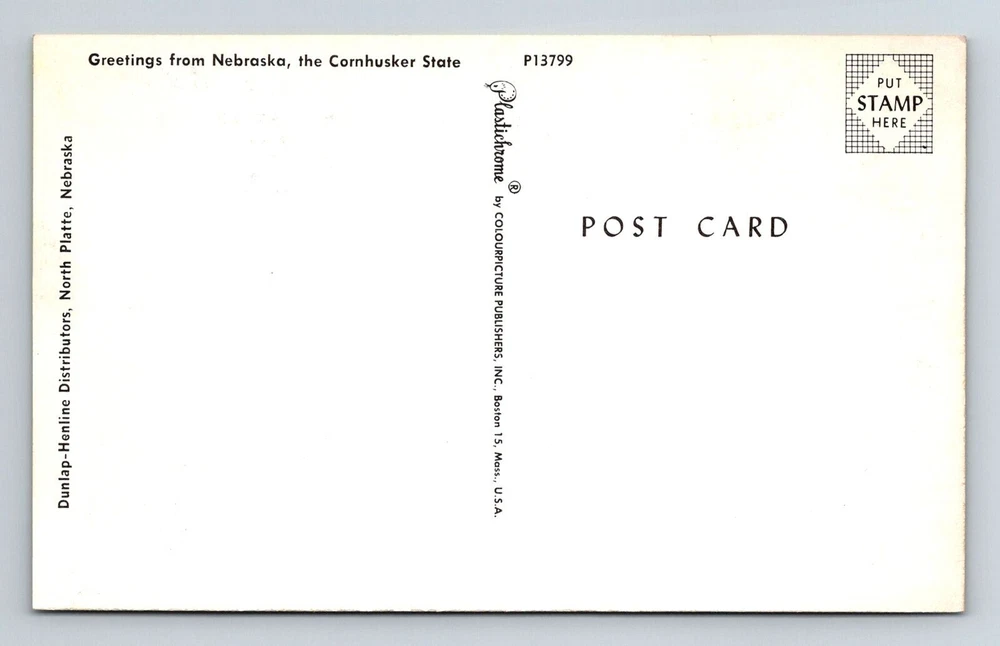 Greetings from Nebraska, the Cornhusker State
P13799
PUT
STAMP
HERE
Dunlap-Henline Distributors, North Platte, Nebraska
Plastichrome ® by COLOURPICTURE PUBLISHERS, INC., Boston 15, Mass., U.S.A.
POST CARD